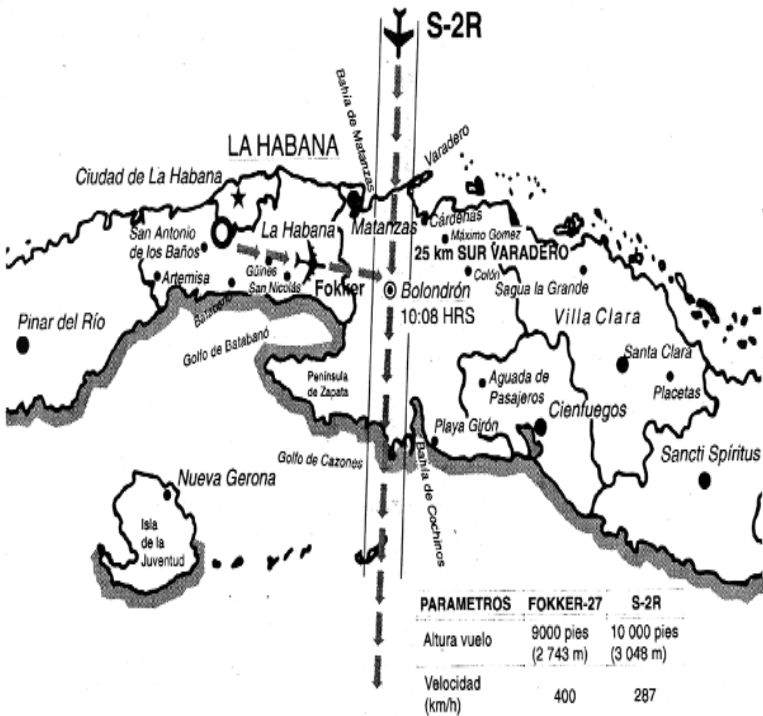 S-2R
Bahía de Matanzas
Varadero
LA HABANA
Ciudad de La Habana
La Habana
Matanzas
Cárdenas
Máximo Gomez
San Antonio
de los Baños
25 km SUR VARADERO
Güines
Colón
Artemisa
San Nicolás
Fokker
Bolondrón
Sagua la Grande
Batabanó
10:08 HRS
Villa Clara
Pinar del Río
Golfo de Batabanó
Santa Clara
Península
de Zapata
Aguada de
Pasajeros
Placetas
Cienfuegos
Playa Girón
Golfo de Cazones
Sancti Spíritus
Bahía de Cochinos
Nueva Gerona
Isla
de la
Juventud
PARAMETROS FOKKER-27 S-2R
Altura vuelo 9000 pies 10 000 pies
(2 743 m) (3 048 m)
Velocidad
(km/h) 400 287